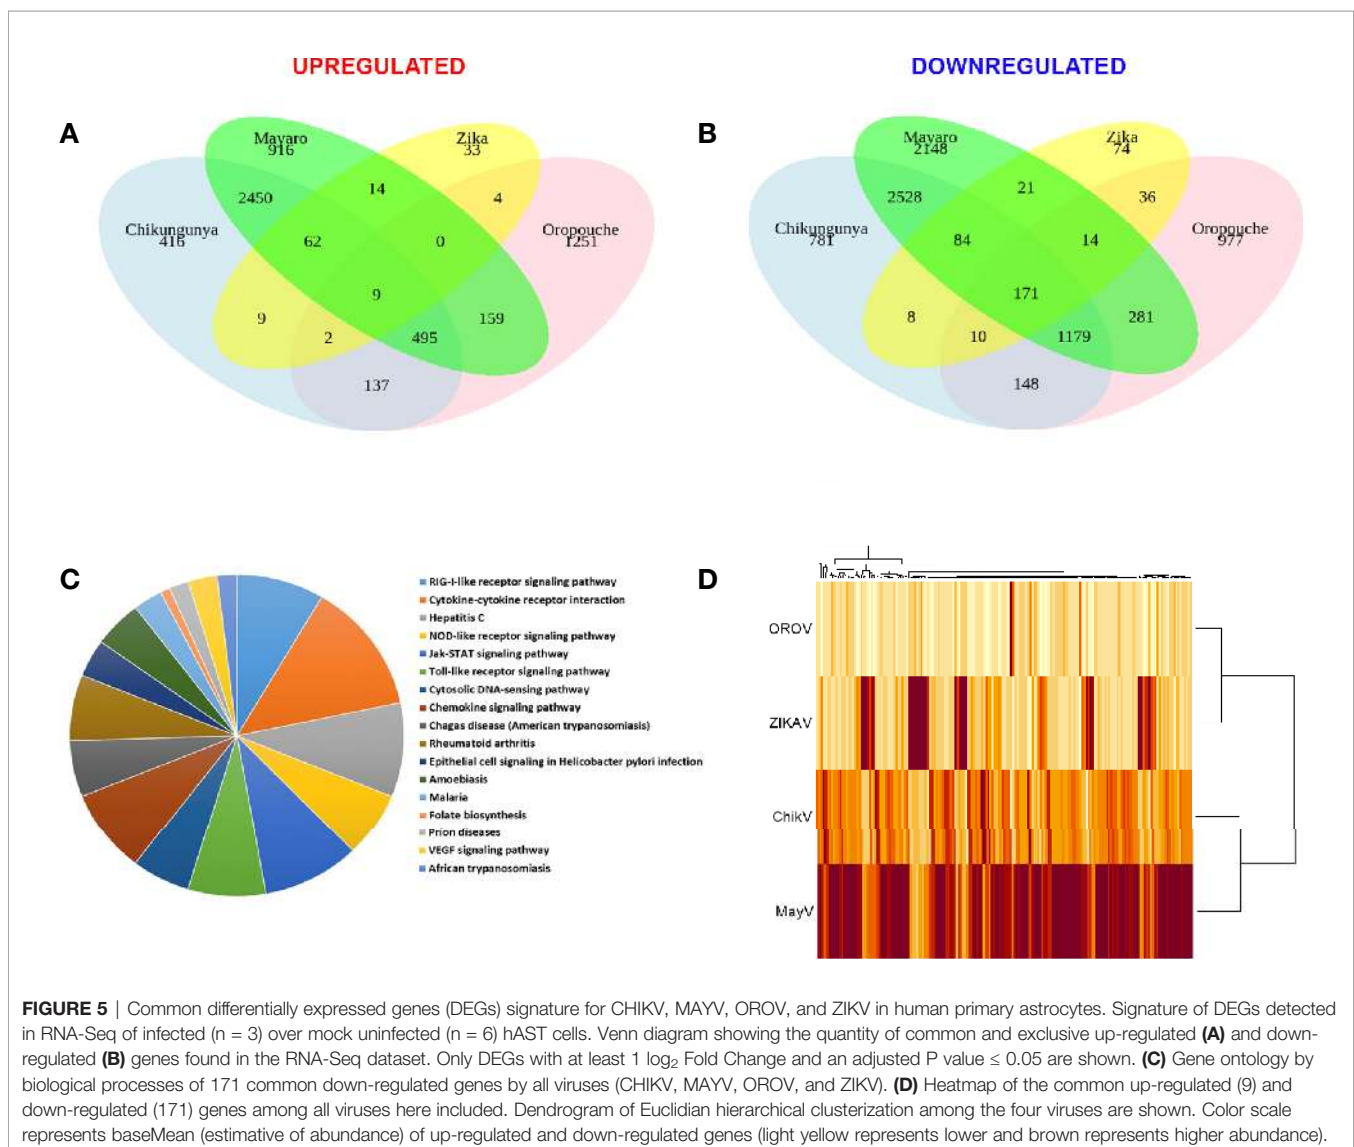 UPREGULATED
DOWNREGULATED
A
Mayaro
916
Zika
33
Chikungunya
416
Oropouche
1251
2450
14
4
62
0
9
9
2
495
159
137
B
Mayaro
2148
Zika
74
Chikungunya
781
Oropouche
977
2528
21
36
84
14
171
8
10
1179
281
148
C
RIG-I-like receptor signaling pathway
Cytokine-cytokine receptor interaction
Hepatitis C
NOD-like receptor signaling pathway
Jak-STAT signaling pathway
Toll-like receptor signaling pathway
Cytosolic DNA-sensing pathway
Chemokine signaling pathway
Chagas disease (American trypanosomiasis)
Rheumatoid arthritis
Epithelial cell signaling in Helicobacter pylori infection
Amoebiasis
Malaria
Folate biosynthesis
Prion diseases
VEGF signaling pathway
African trypanosomiasis
D
OROV
ZIKAV
ChikV
MayV
FIGURE 5 | Common differentially expressed genes (DEGs) signature for CHIKV, MAYV, OROV, and ZIKV in human primary astrocytes. Signature of DEGs detected
in RNA-Seq of infected (n = 3) over mock uninfected (n = 6) hAST cells. Venn diagram showing the quantity of common and exclusive up-regulated (A) and down-
regulated (B) genes found in the RNA-Seq dataset. Only DEGs with at least 1 log₂ Fold Change and an adjusted P value ≤ 0.05 are shown. (C) Gene ontology by
biological processes of 171 common down-regulated genes by all viruses (CHIKV, MAYV, OROV, and ZIKV). (D) Heatmap of the common up-regulated (9) and
down-regulated (171) genes among all viruses here included. Dendrogram of Euclidian hierarchical clusterization among the four viruses are shown. Color scale
represents baseMean (estimative of abundance) of up-regulated and down-regulated genes (light yellow represents lower and brown represents higher abundance).